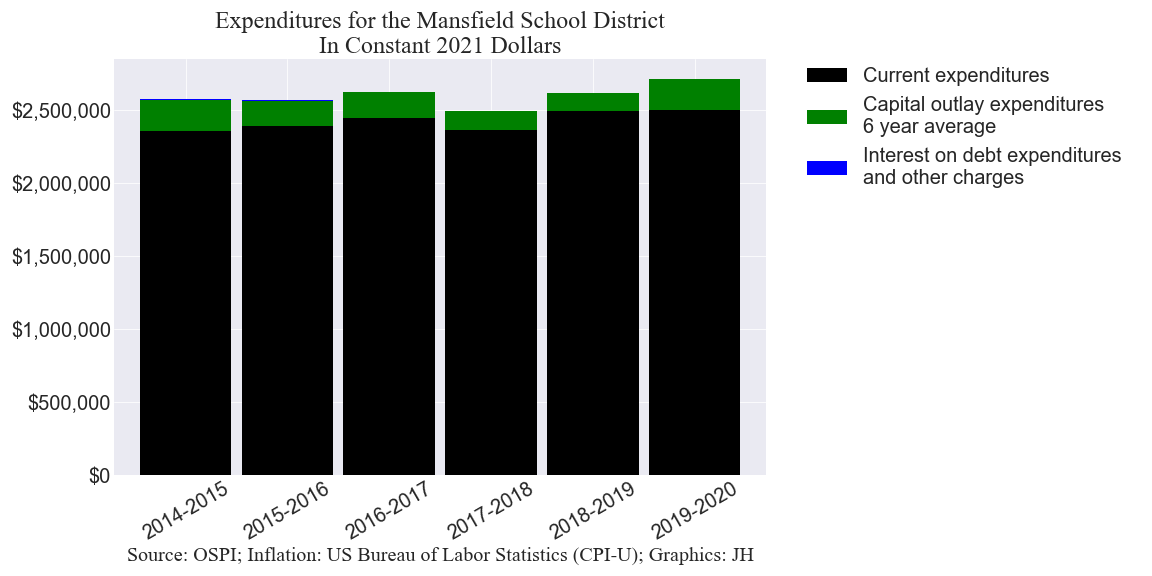 Expenditures for the Mansfield School District
In Constant 2021 Dollars
$2,500,000
$2,000,000
$1,500,000
$1,000,000
$500,000
$0
2014-2015
2015-2016
2016-2017
2017-2018
2018-2019
2019-2020
Source: OSPI; Inflation: US Bureau of Labor Statistics (CPI-U); Graphics: JH
Current expenditures
Capital outlay expenditures
6 year average
Interest on debt expenditures
and other charges